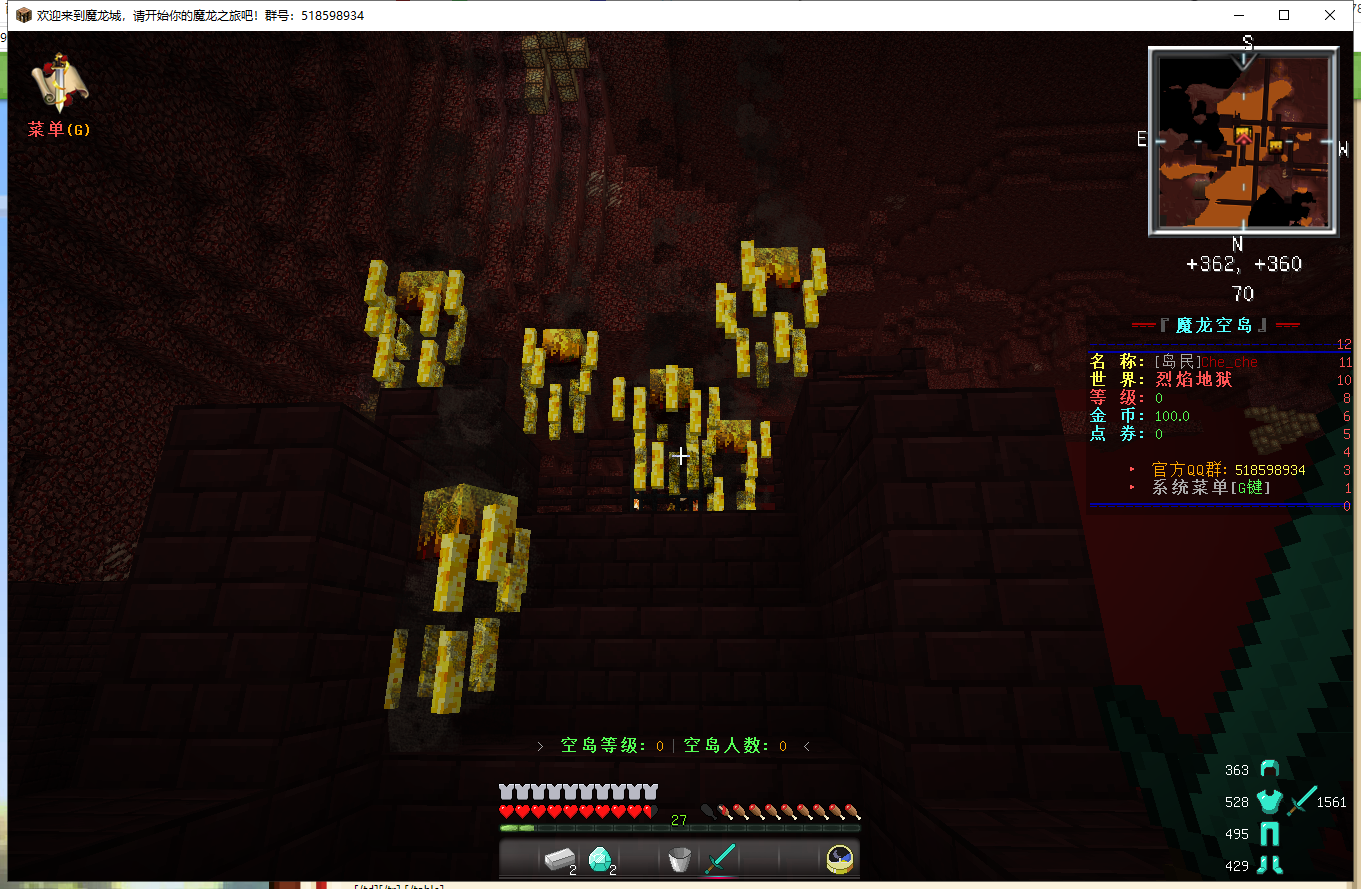 欢迎来到魔龙城，请开始你的魔龙之旅吧！群号：518598934
菜单(G)
S
E
W
N
+362, +360
70
『魔龙空岛』
12
名 称: [岛民]Che_che 11
世 界: 烈焰地狱 10
等 级: 0 8
金 币: 100.0 6
点 券: 0 5
4
官方QQ群: 518598934 3
系统菜单[G键] 1
0
> 空岛等级: 0 | 空岛人数: 0 <
27
2
2
363
528
1561
495
429